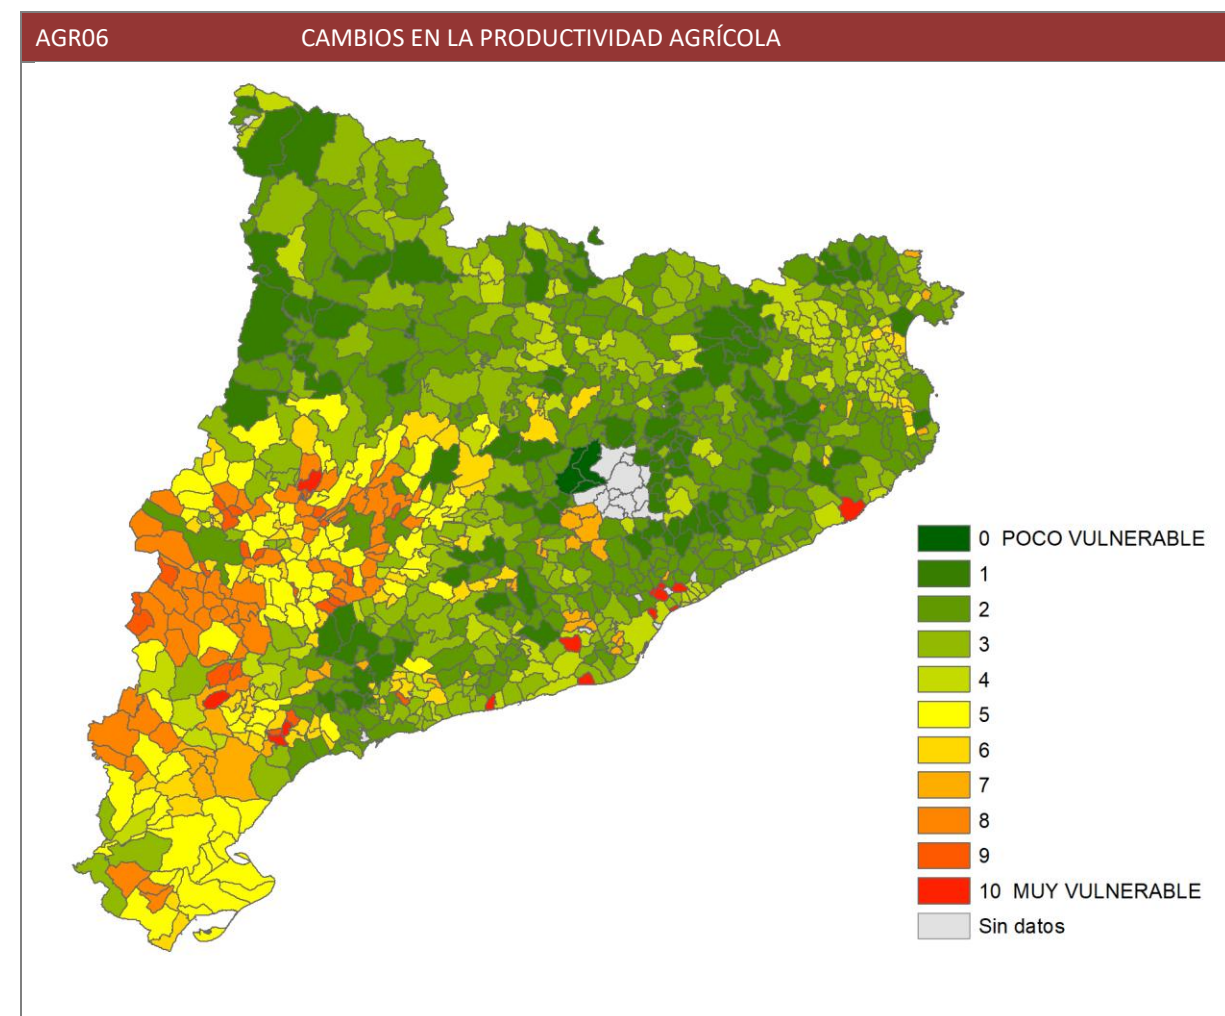 AGR06 CAMBIOS EN LA PRODUCTIVIDAD AGRÍCOLA
0 POCO VULNERABLE
1
2
3
4
5
6
7
8
9
10 MUY VULNERABLE
Sin datos